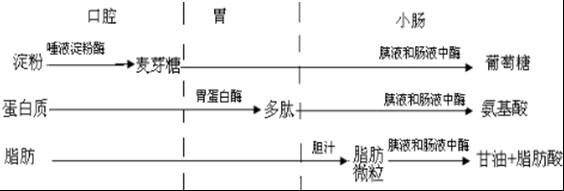 口腔 胃 小肠
唾液淀粉酶 胰液和肠液中酶
淀粉 麦芽糖 葡萄糖
胃蛋白酶 胰液和肠液中酶
蛋白质 多肽 氨基酸
胆汁 胰液和肠液中酶
脂肪 脂肪微粒 甘油+脂肪酸